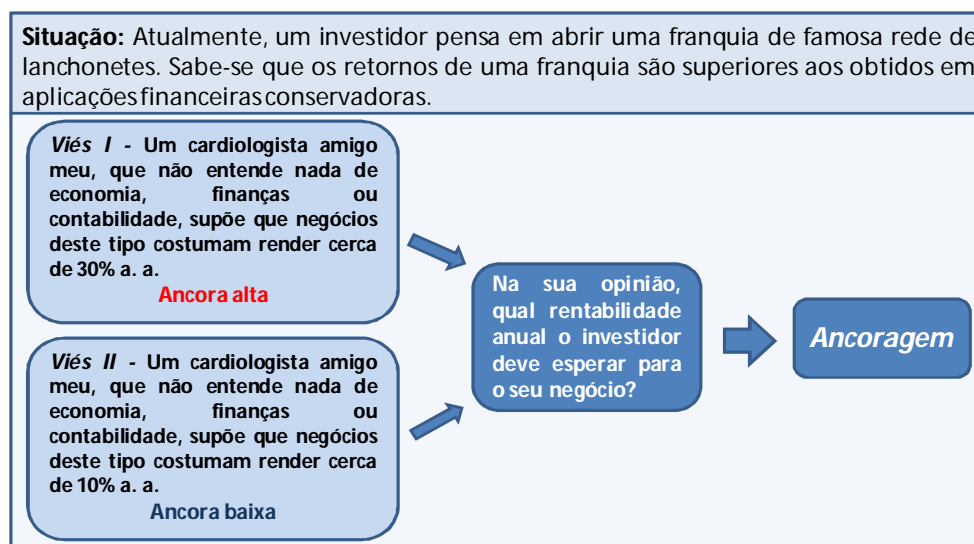 Situação: Atualmente, um investidor pensa em abrir uma franquia de famosa rede de
lanchonetes. Sabe-se que os retornos de uma franquia são superiores aos obtidos em
aplicações financeiras conservadoras.
Viés I - Um cardiologista amigo
meu, que não entende nada de
economia, finanças ou
contabilidade, supõe que negócios
deste tipo costumam render cerca
de 30% a. a.
Ancora alta
Na sua opinião,
qual rentabilidade
anual o investidor
deve esperar para
o seu negócio?
Ancoragem
Viés II - Um cardiologista amigo
meu, que não entende nada de
economia, finanças ou
contabilidade, supõe que negócios
deste tipo costumam render cerca
de 10% a. a.
Ancora baixa